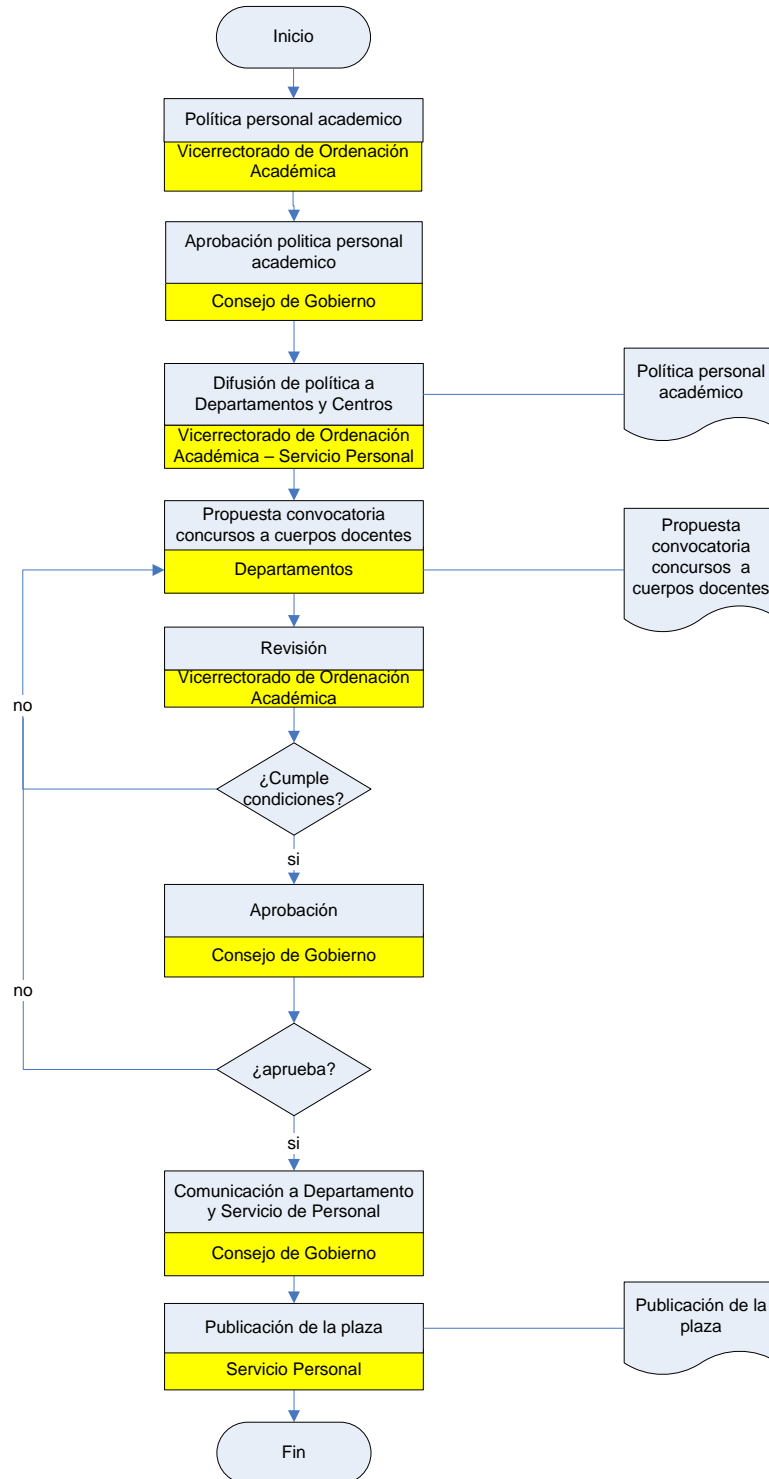 Inicio
Política personal academico
Vicerrectorado de Ordenación
Académica
Aprobación politica personal
academico
Consejo de Gobierno
Difusión de política a
Departamentos y Centros
Vicerrectorado de Ordenación
Académica – Servicio Personal
Política personal
académico
Propuesta convocatoria
concursos a cuerpos docentes
Departamentos
Propuesta
convocatoria
concursos a
cuerpos docentes
Revisión
Vicerrectorado de Ordenación
Académica
no
¿Cumple
condiciones?
si
Aprobación
Consejo de Gobierno
no
¿aprueba?
si
Comunicación a Departamento
y Servicio de Personal
Consejo de Gobierno
Publicación de la plaza
Servicio Personal
Publicación de la
plaza
Fin